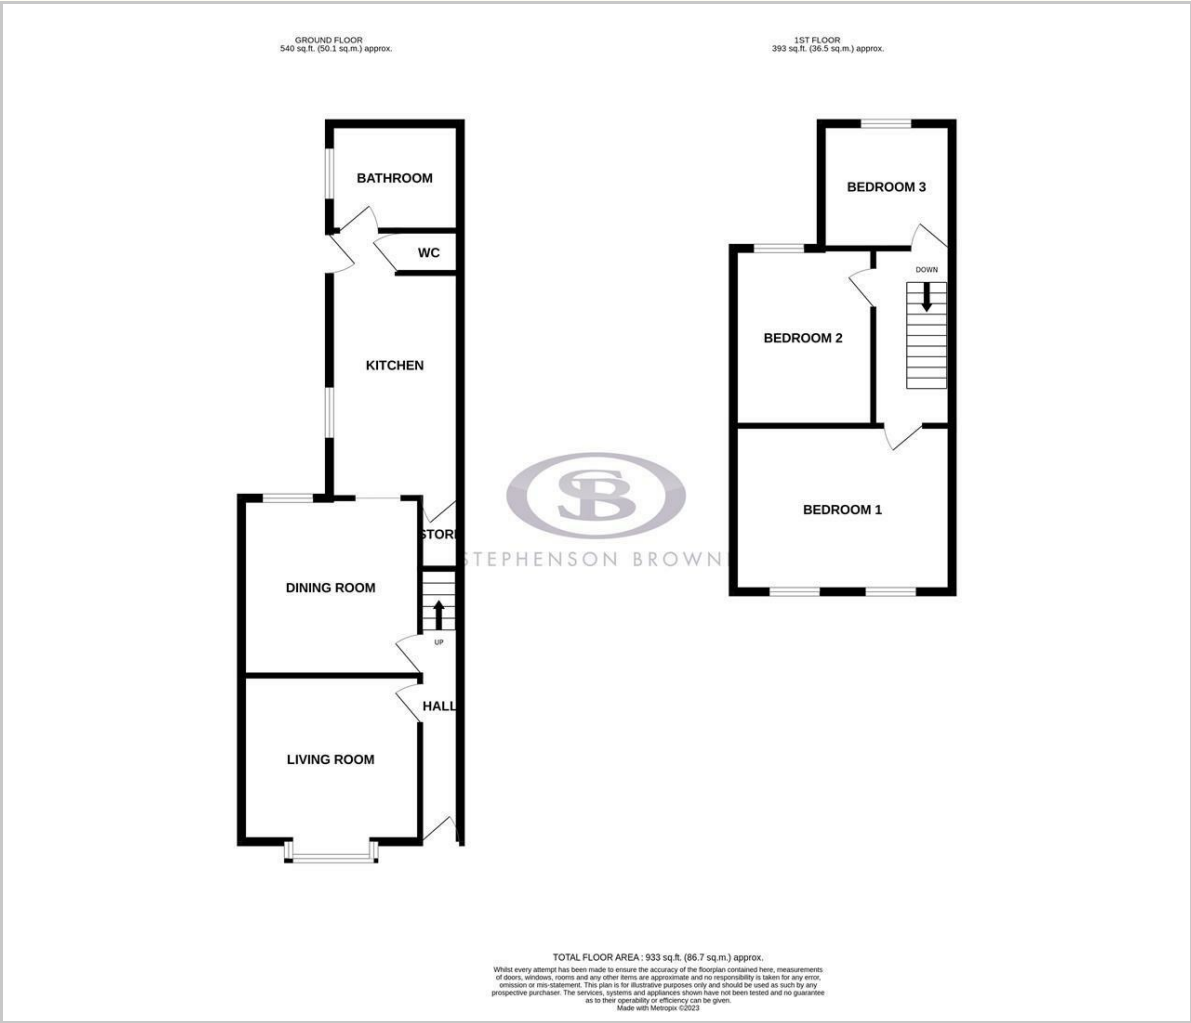 GROUND FLOOR
540 sq.ft. (50.1 sq.m.) approx.
1ST FLOOR
393 sq.ft. (36.5 sq.m.) approx.
BATHROOM
WC
KITCHEN
STOR
DINING ROOM
UP
HALL
LIVING ROOM
BEDROOM 3
DOWN
BEDROOM 2
BEDROOM 1
SB
STEPHENSON BROWN
TOTAL FLOOR AREA : 933 sq.ft. (86.7 sq.m.) approx.
Whilst every attempt has been made to ensure the accuracy of the floorplan contained here, measurements
of doors, windows, rooms and any other items are approximate and no responsibility is taken for any error,
omission or mis-statement. This plan is for illustrative purposes only and should be used as such by any
prospective purchaser. The services, systems and appliances shown have not been tested and no guarantee
as to their operability or efficiency can be given.
Made with Metropix ©2023